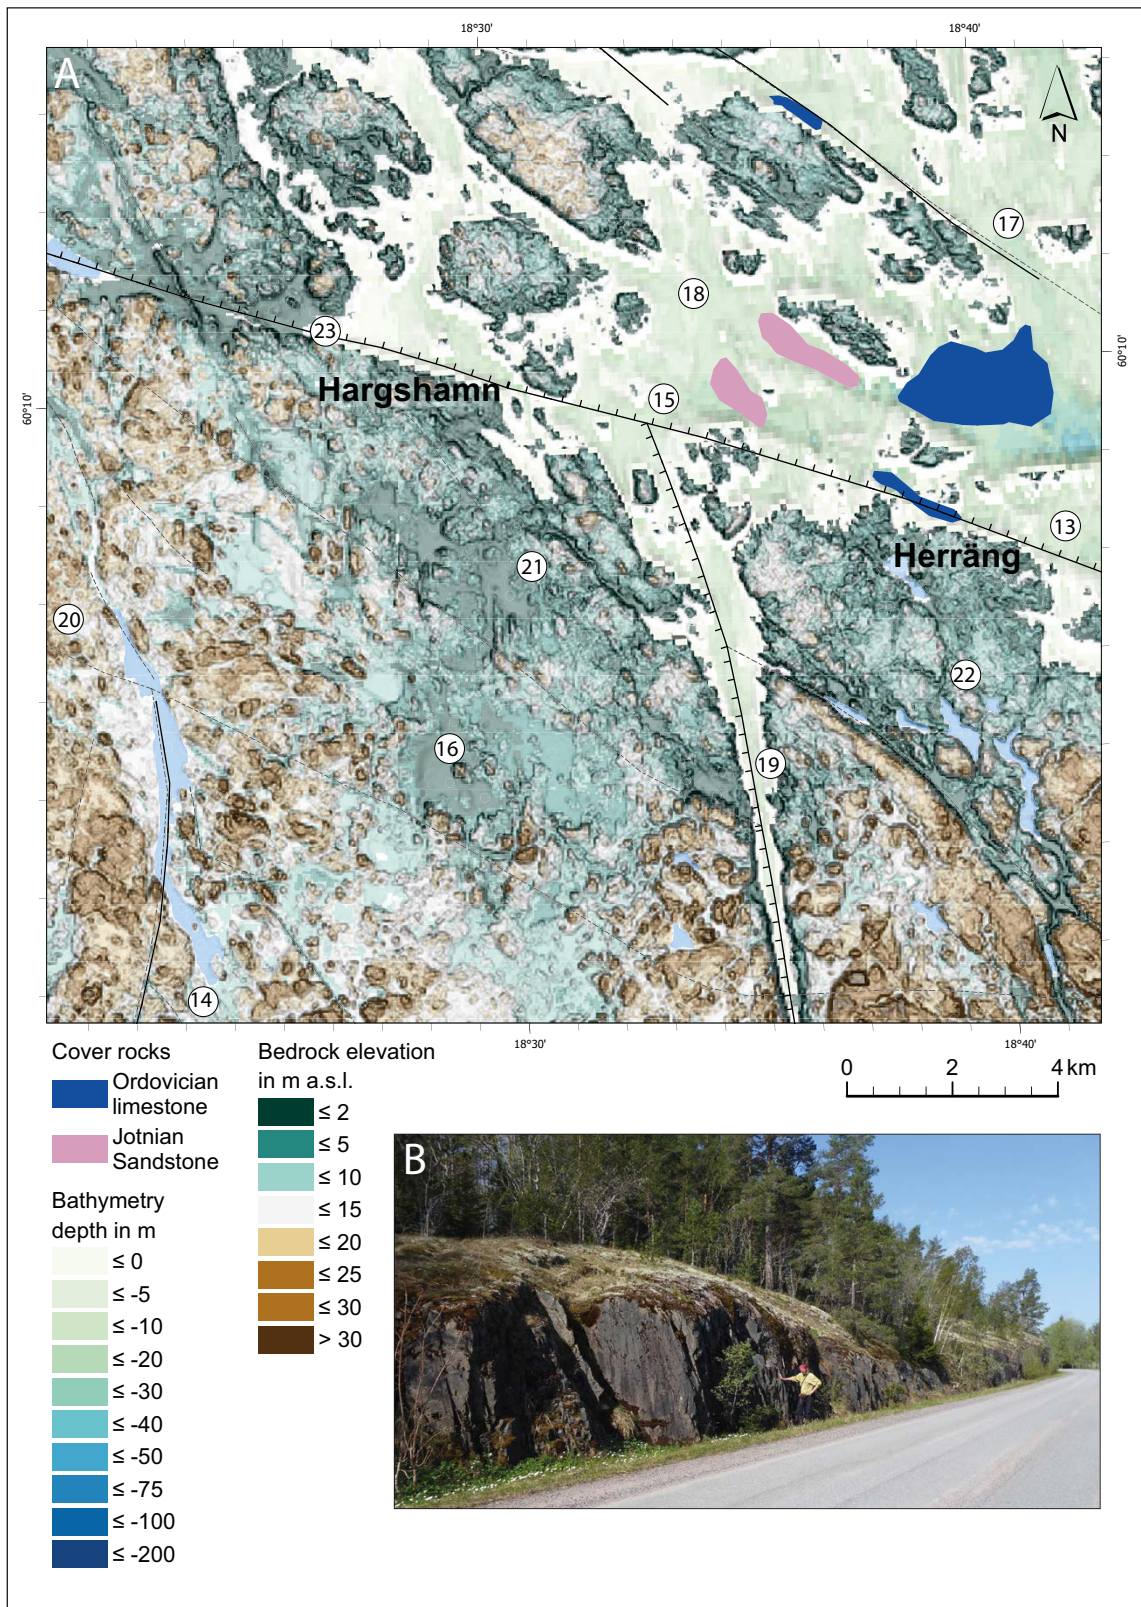 18°30'
18°40'
A
N
17
18
23
Hargshamn
15
60°10'
60°10'
13
Herräng
21
20
22
16
19
14
18°30'
18°40'
Cover rocks
Ordovician
limestone
Jotnian
Sandstone
Bathymetry
depth in m
≤ 0
≤ -5
≤ -10
≤ -20
≤ -30
≤ -40
≤ -50
≤ -75
≤ -100
≤ -200
Bedrock elevation
in m a.s.l.
≤ 2
≤ 5
≤ 10
≤ 15
≤ 20
≤ 25
≤ 30
> 30
0 2 4 km
B